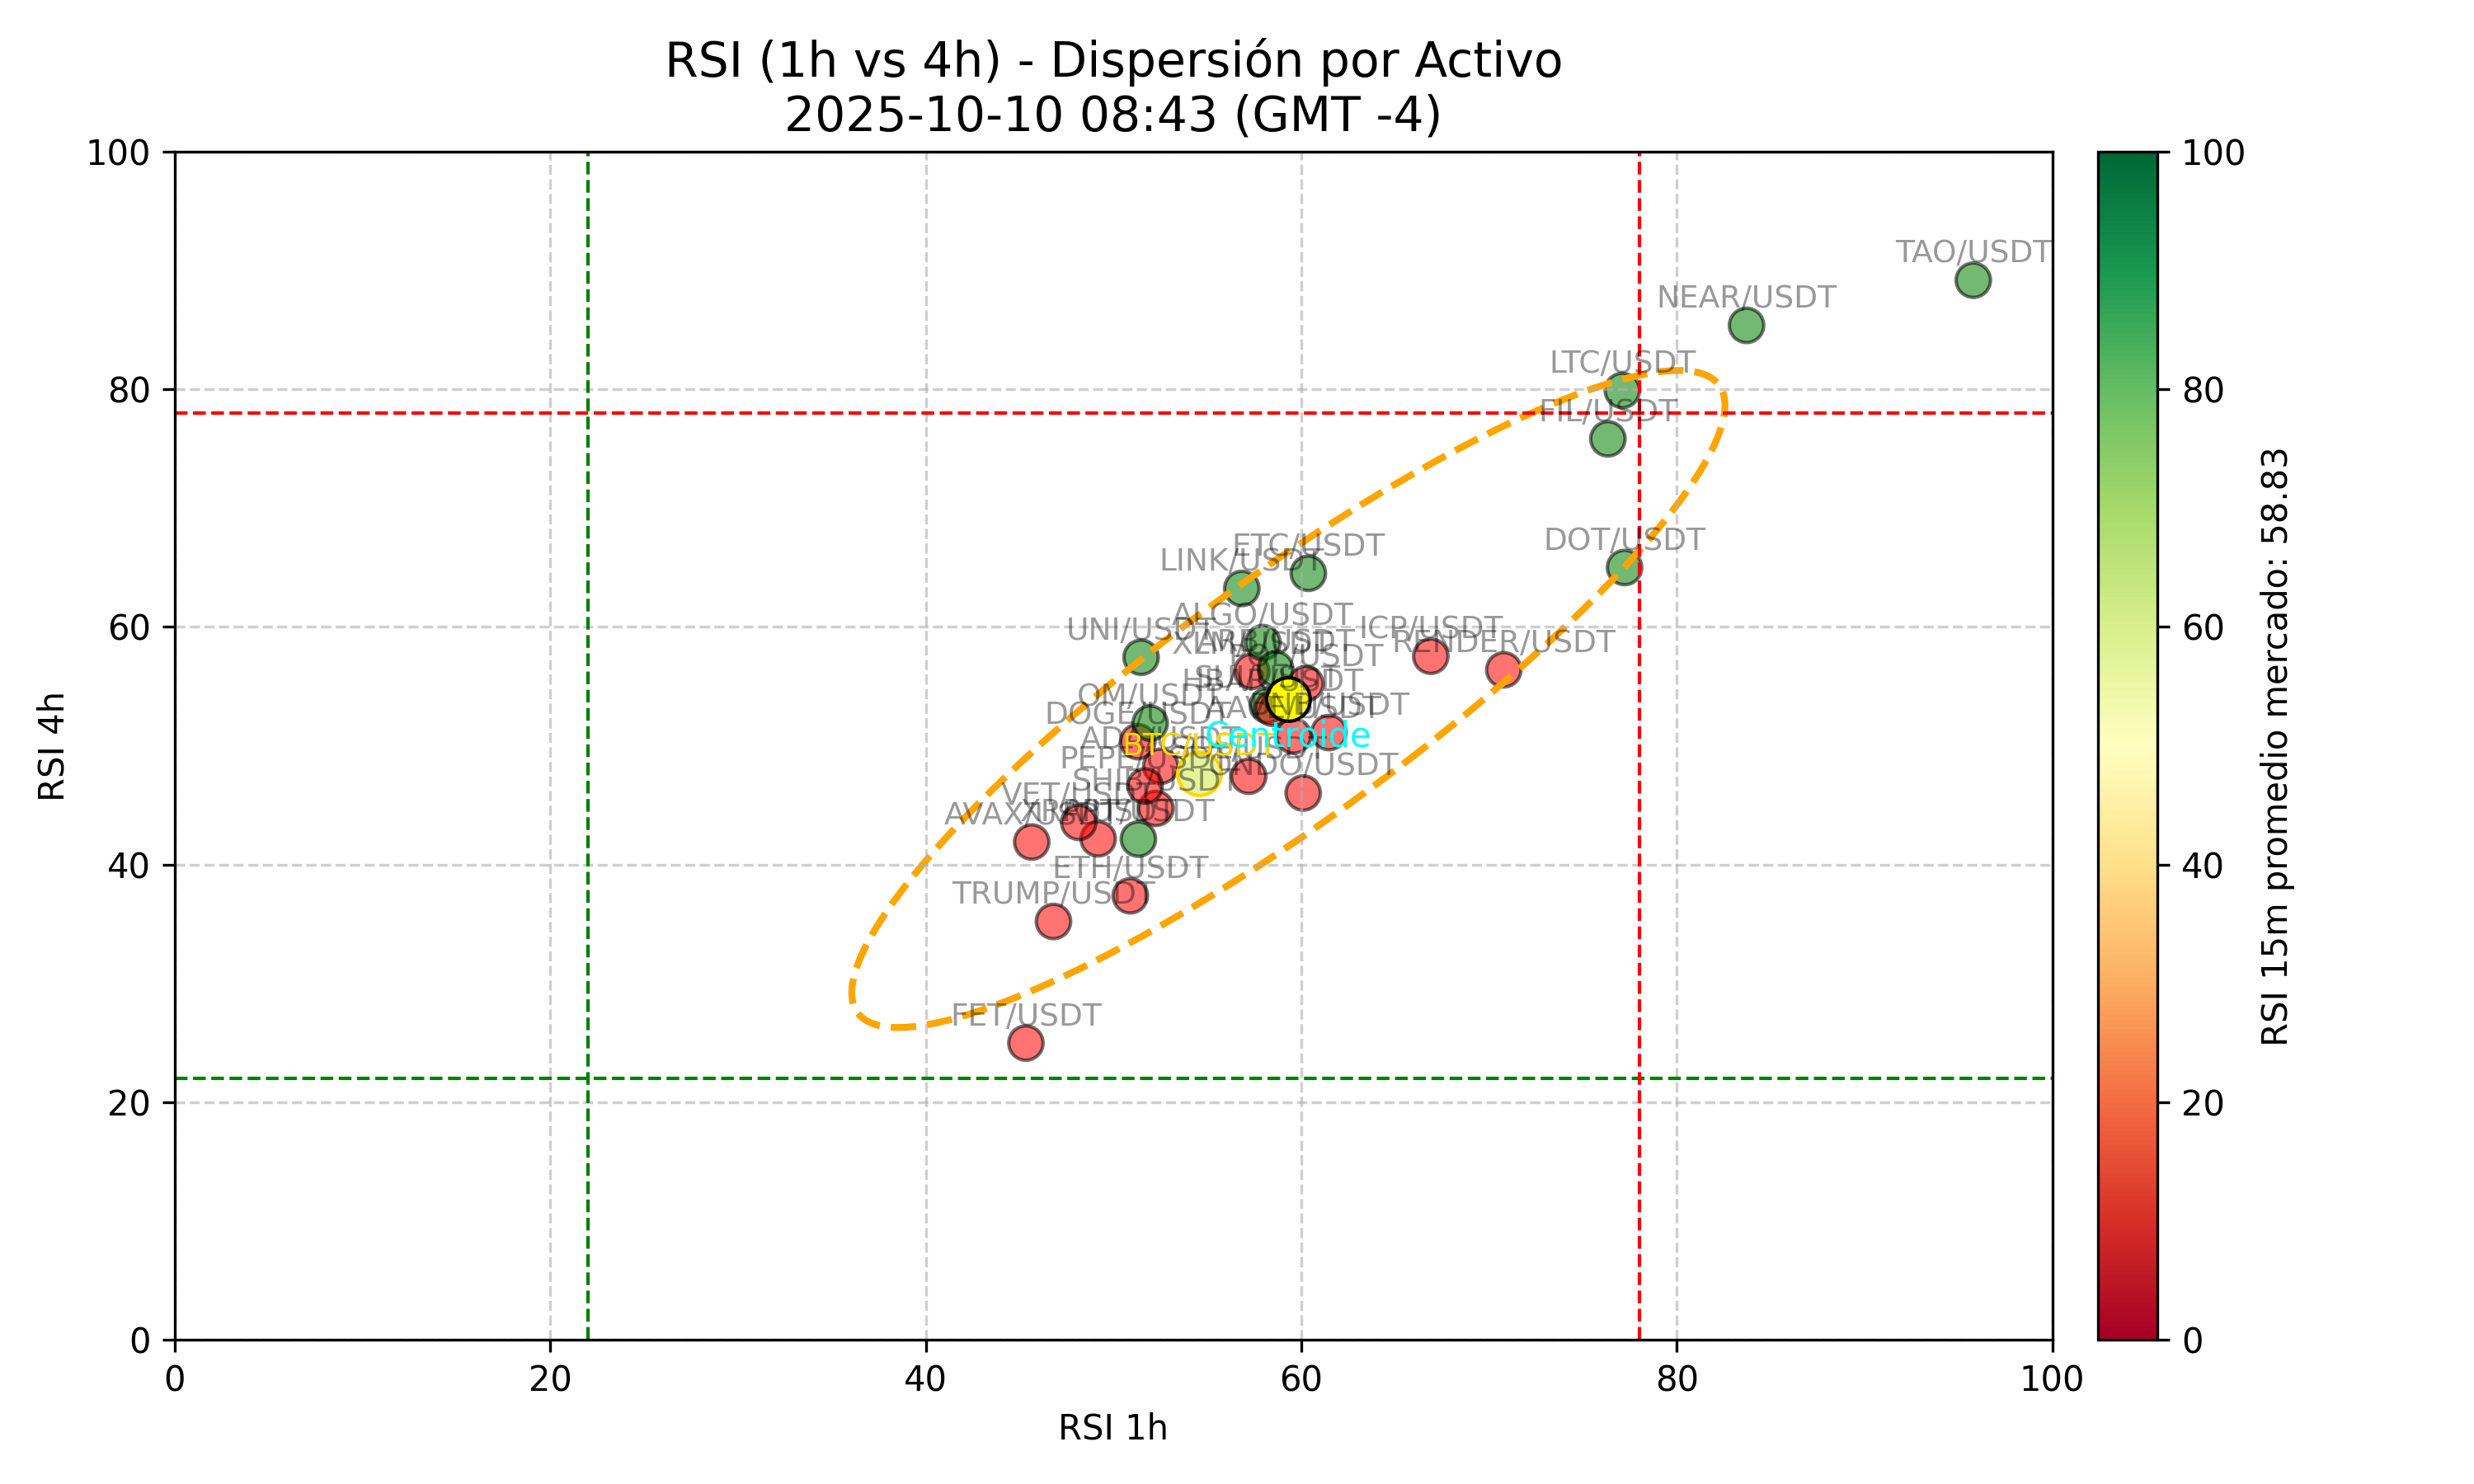 RSI (1h vs 4h) - Dispersión por Activo
2025-10-10 08:43 (GMT -4)
100
80
60
40
20
0
RSI 4h
0
20
40
60
80
100
RSI 1h
TAO/USDT
NEAR/USDT
LTC/USDT
FIL/USDT
ETC/USDT
LINK/USDT
DOT/USDT
ALGO/USDT
UNI/USDT
ICP/USDT
RENDER/USDT
OM/USDT
DOGE/USDT
BTC/USDT
Centroide
PEPE/USDT
SHIB/USDT
VET/USDT
AVAX/USDT
ETH/USDT
TRUMP/USDT
FET/USDT
100
80
60
40
20
0
RSI 15m promedio mercado: 58.83